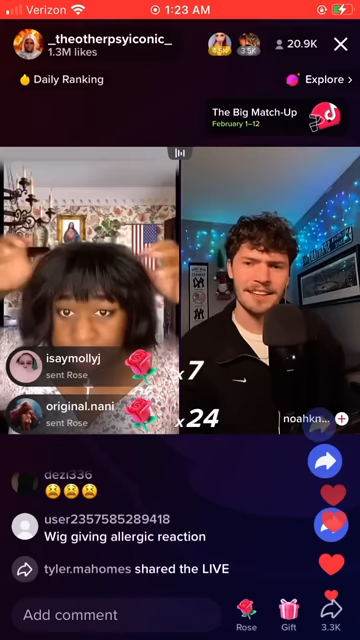 Verizon
1:23 AM
_theotherpsyiconic_
1.3M likes
3.5K
20.9K
Daily Ranking
Explore >
The Big Match-Up
February 1–12
isaymollyj
sent Rose
x7
original.nani
sent Rose
x24
noahkn...
dezi336
😫😫😫
user2357585289418
Wig giving allergic reaction
tyler.mahomes shared the LIVE
Add comment
Rose
Gift
3.3K